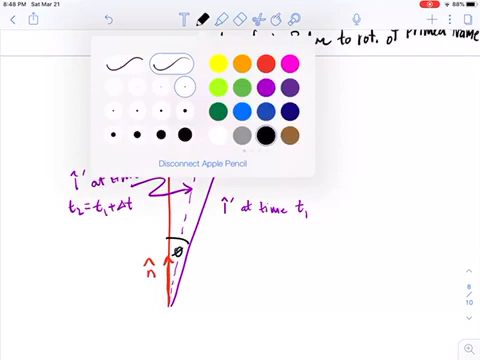 8:48 PM Sat Mar 21
88%
T
due to rot. of primed frame
Disconnect Apple Pencil
î' at time
t₂=t₁+Δt
î' at time t₁
θ
n̂
8
/
10